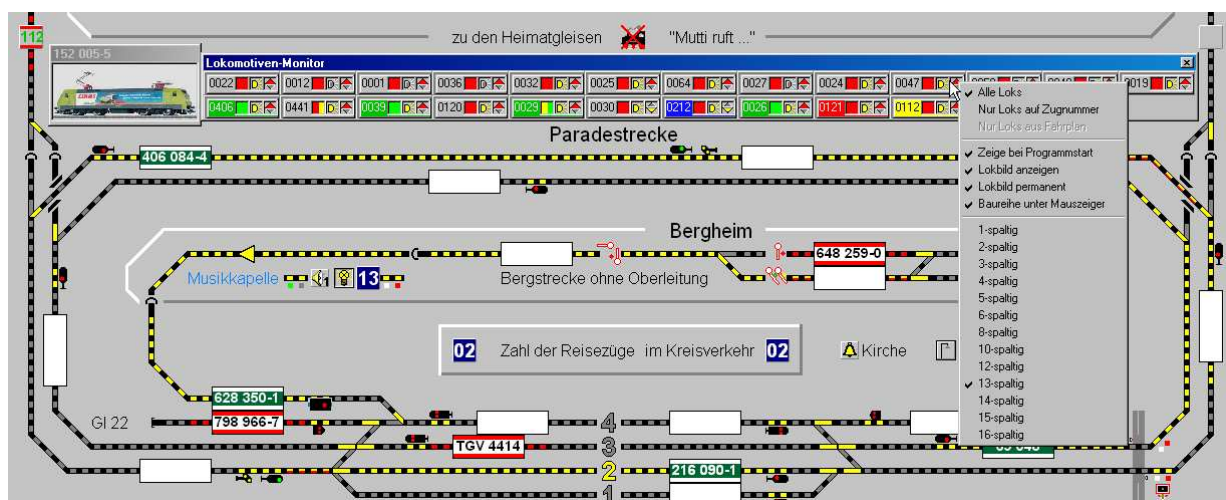 zu den Heimatgleisen "Mutti ruft ..."
112
152 005-5
Lokomotiven-Monitor
0022 D 0012 D 0001 D 0036 D 0032 D 0025 D 0064 D 0027 D 0024 D 0047 D 0019 D
0406 D 0441 D 0039 D 0120 D 0029 D 0030 D 0212 D 0026 D 0121 D 0112 D
Alle Loks
Nur Loks auf Zugnummer
Nur Loks aus Fahrplan
Zeige bei Programmstart
Lokbild anzeigen
Lokbild permanent
Baureihe unter Mauszeiger
1-spaltig
2-spaltig
3-spaltig
4-spaltig
5-spaltig
6-spaltig
8-spaltig
10-spaltig
12-spaltig
13-spaltig
14-spaltig
15-spaltig
16-spaltig
Paradestrecke
406 084-4
Bergheim
648 259-0
Musikkapelle 1 13
Bergstrecke ohne Oberleitung
02 Zahl der Reisezüge im Kreisverkehr 02
Kirche
628 350-1
Gl 22 798 966-7 4
TGV 4414 3
2 216 090-1
1